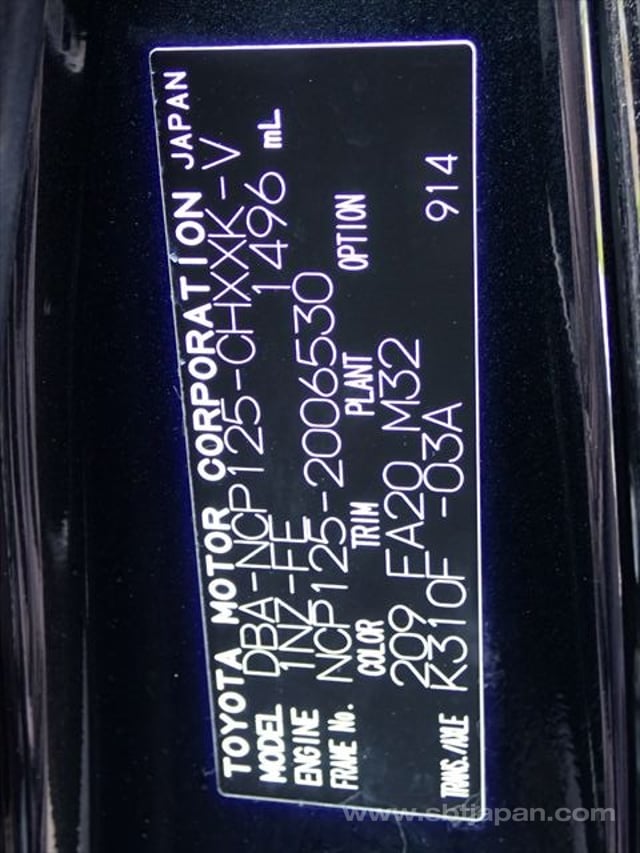 TOYOTA MOTOR CORPORATION JAPAN
MODEL DBA-NCP125-CHXXK-V
ENGINE 1NZ-FE 1496 mL
FRAME No. NCP125-2006530
COLOR TRIM PLANT OPTION
209 FA20 M32
TRANS./AXLE K310F -03A 914
www.sbtjapan.com